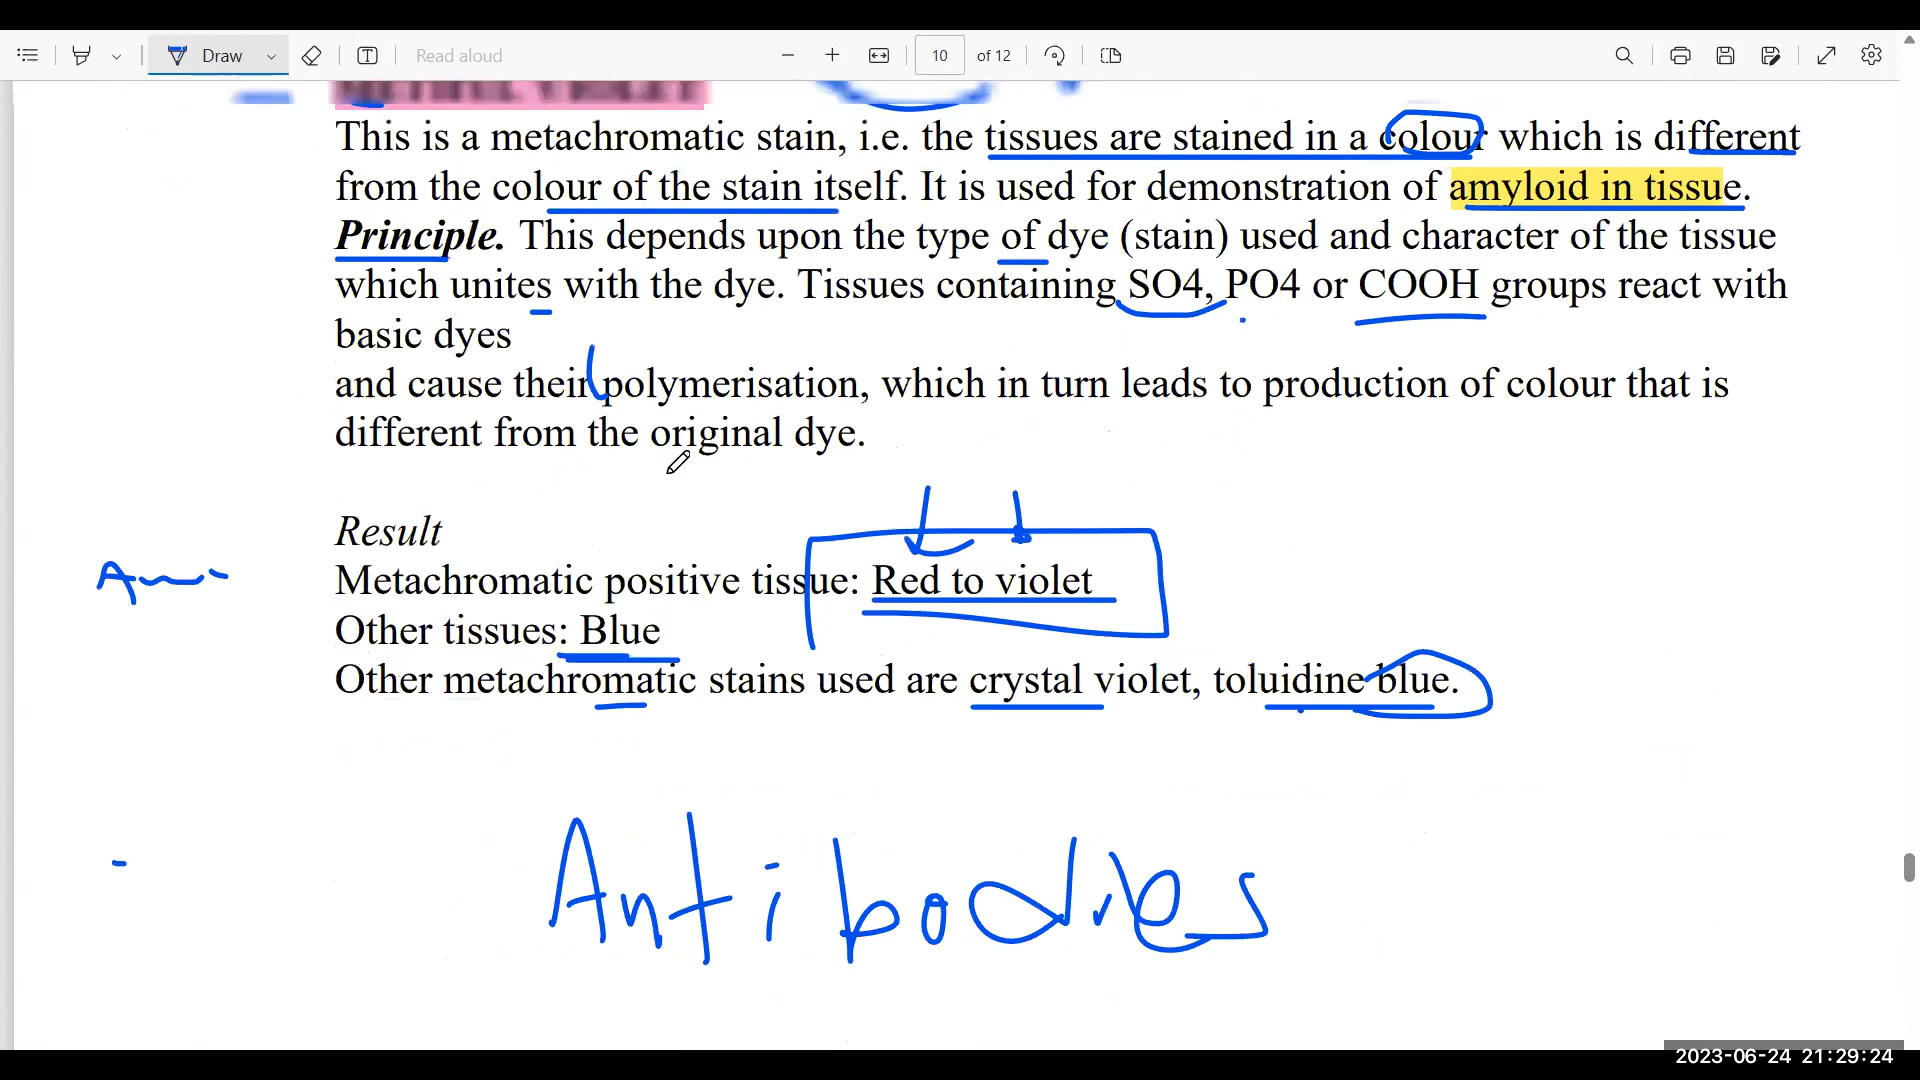 Draw
Read aloud
10 of 12
This is a metachromatic stain, i.e. the tissues are stained in a colour which is different
from the colour of the stain itself. It is used for demonstration of amyloid in tissue.
Principle. This depends upon the type of dye (stain) used and character of the tissue
which unites with the dye. Tissues containing SO4, PO4 or COOH groups react with
basic dyes
and cause their polymerisation, which in turn leads to production of colour that is
different from the original dye.
Result
Metachromatic positive tissue: Red to violet
Other tissues: Blue
Other metachromatic stains used are crystal violet, toluidine blue.
Antibodies
2023-06-24 21:29:24